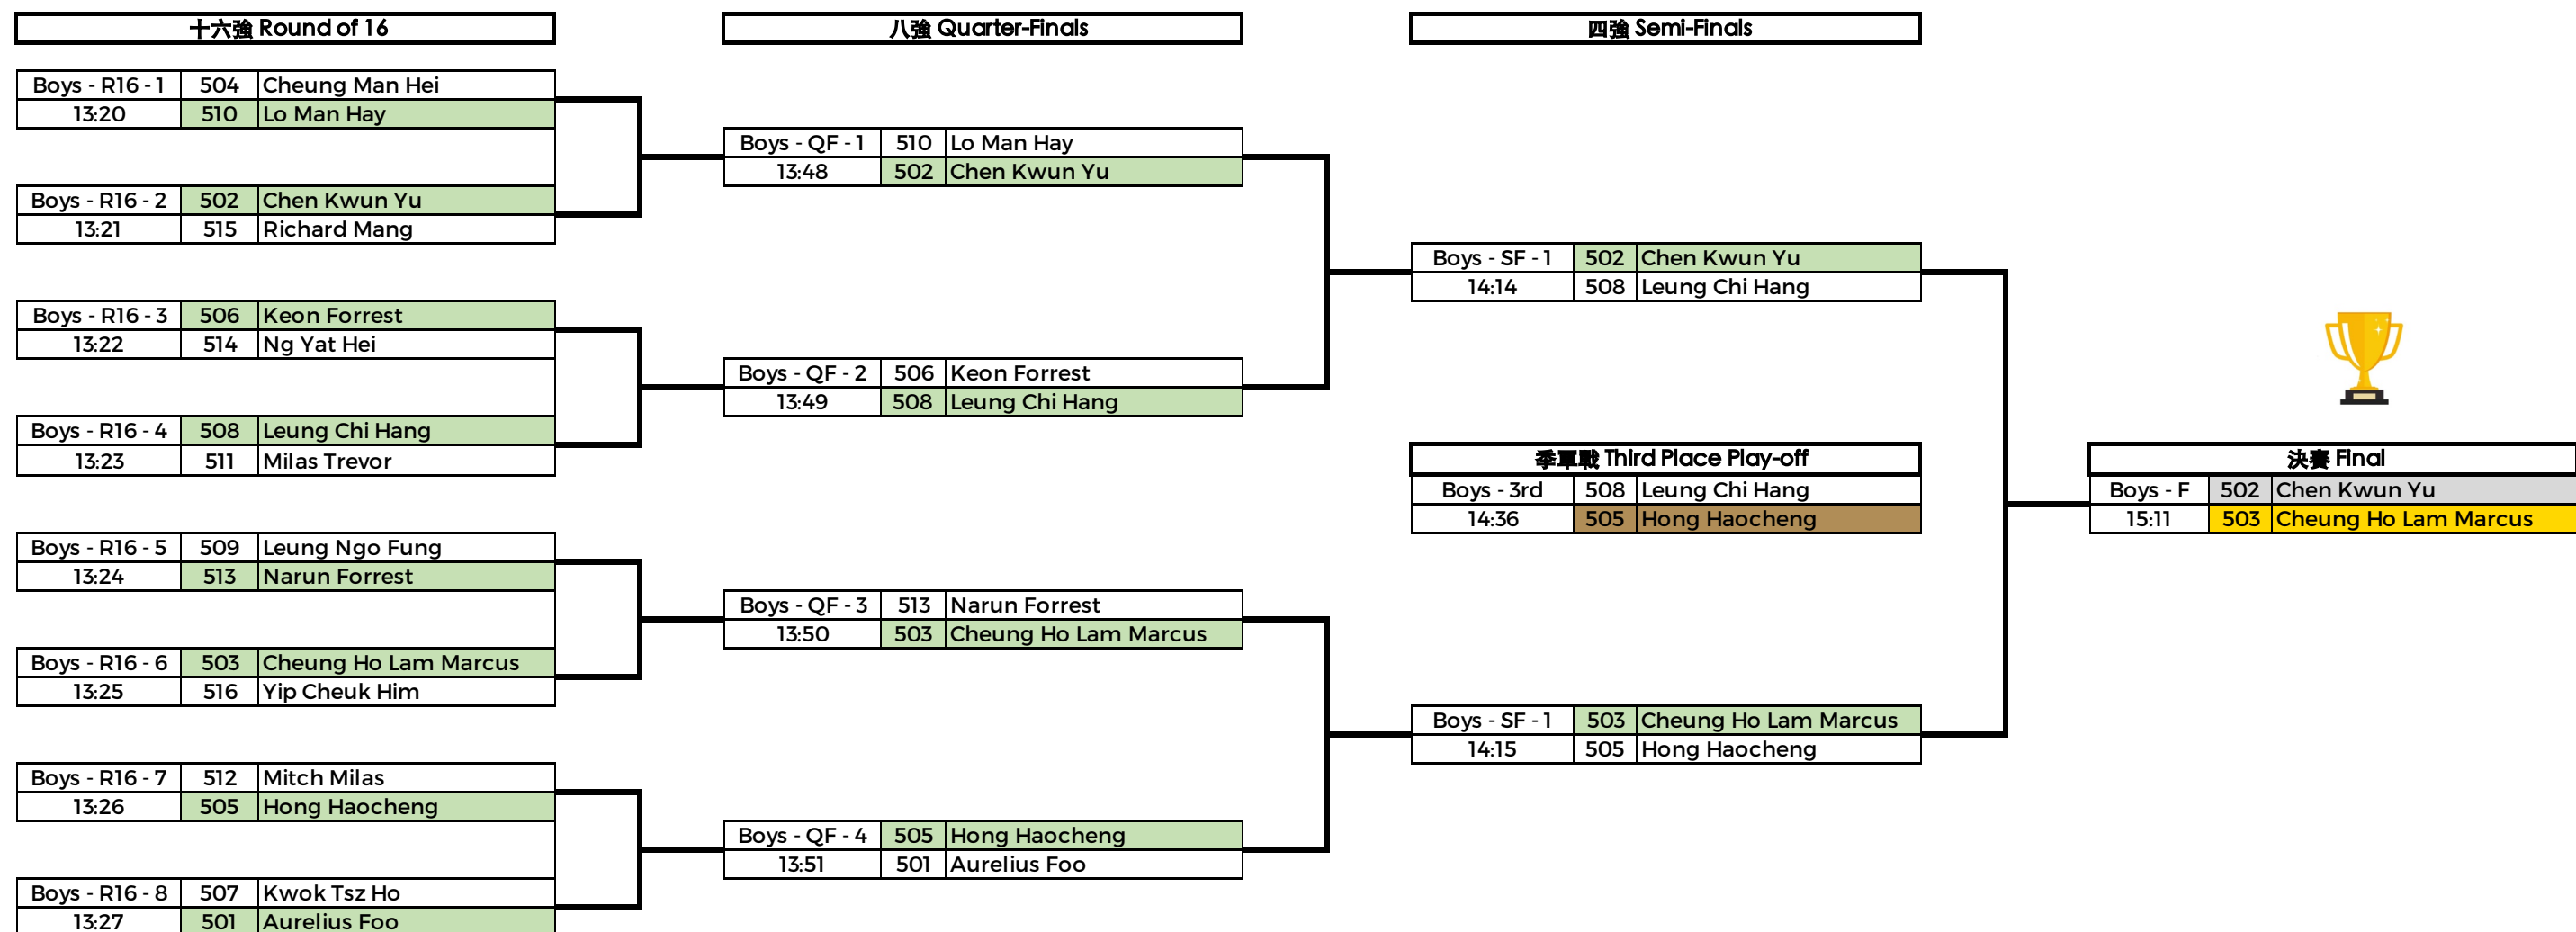 十六強 Round of 16
Boys - R16 - 1 504 Cheung Man Hei
13:20 510 Lo Man Hay
Boys - R16 - 2 502 Chen Kwun Yu
13:21 515 Richard Mang
Boys - R16 - 3 506 Keon Forrest
13:22 514 Ng Yat Hei
Boys - R16 - 4 508 Leung Chi Hang
13:23 511 Milas Trevor
Boys - R16 - 5 509 Leung Ngo Fung
13:24 513 Narun Forrest
Boys - R16 - 6 503 Cheung Ho Lam Marcus
13:25 516 Yip Cheuk Him
Boys - R16 - 7 512 Mitch Milas
13:26 505 Hong Haocheng
Boys - R16 - 8 507 Kwok Tsz Ho
13:27 501 Aurelius Foo
八強 Quarter-Finals
Boys - QF - 1 510 Lo Man Hay
13:48 502 Chen Kwun Yu
Boys - QF - 2 506 Keon Forrest
13:49 508 Leung Chi Hang
Boys - QF - 3 513 Narun Forrest
13:50 503 Cheung Ho Lam Marcus
Boys - QF - 4 505 Hong Haocheng
13:51 501 Aurelius Foo
四強 Semi-Finals
Boys - SF - 1 502 Chen Kwun Yu
14:14 508 Leung Chi Hang
季軍戰 Third Place Play-off
Boys - 3rd 508 Leung Chi Hang
14:36 505 Hong Haocheng
Boys - SF - 1 503 Cheung Ho Lam Marcus
14:15 505 Hong Haocheng
決賽 Final
Boys - F 502 Chen Kwun Yu
15:11 503 Cheung Ho Lam Marcus